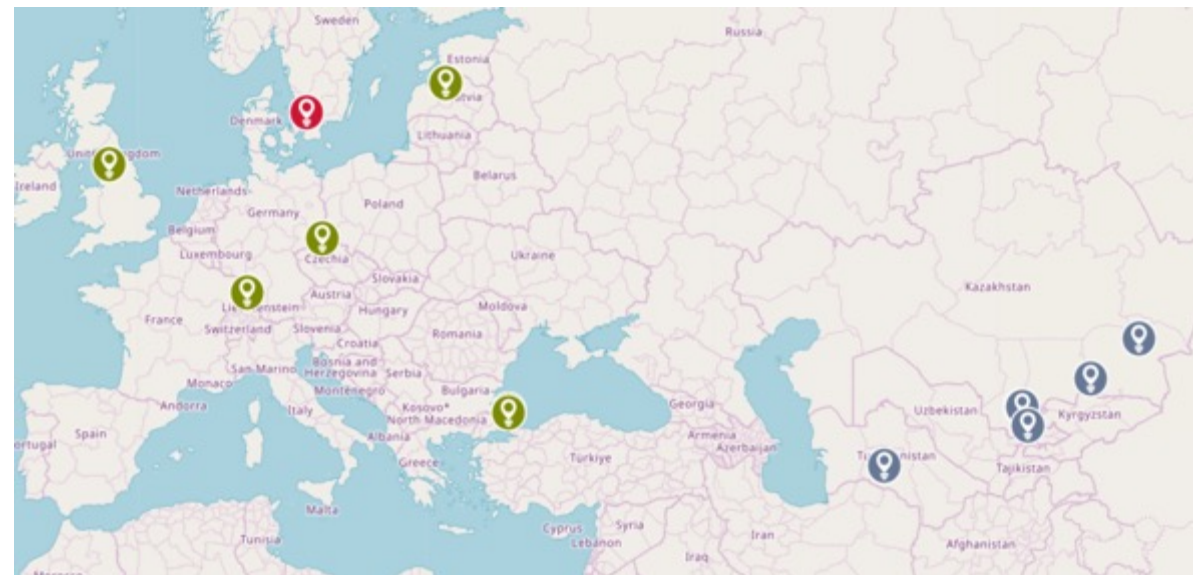 Sweden
Russia
Estonia
Denmark
Lithuania
Ireland
Belarus
Netherlands
Poland
Germany
Belgium
Ukraine
Luxembourg
Czechia
Slovakia
Kazakhstan
Austria
Moldova
Hungary
France
Switzerland
Slovenia
Romania
Croatia
San Marino
Bosnia and
Herzegovina
Serbia
Monaco
Montenegro
Bulgaria
Andorra
Italy
Kosovo*
Georgia
Uzbekistan
Kyrgyzstan
North Macedonia
Spain
Albania
Armenia
Azerbaijan
Greece
Türkiye
Tajikistan
Malta
Cyprus
Syria
Tunisia
Lebanon
Iran
Afghanistan
Iraq